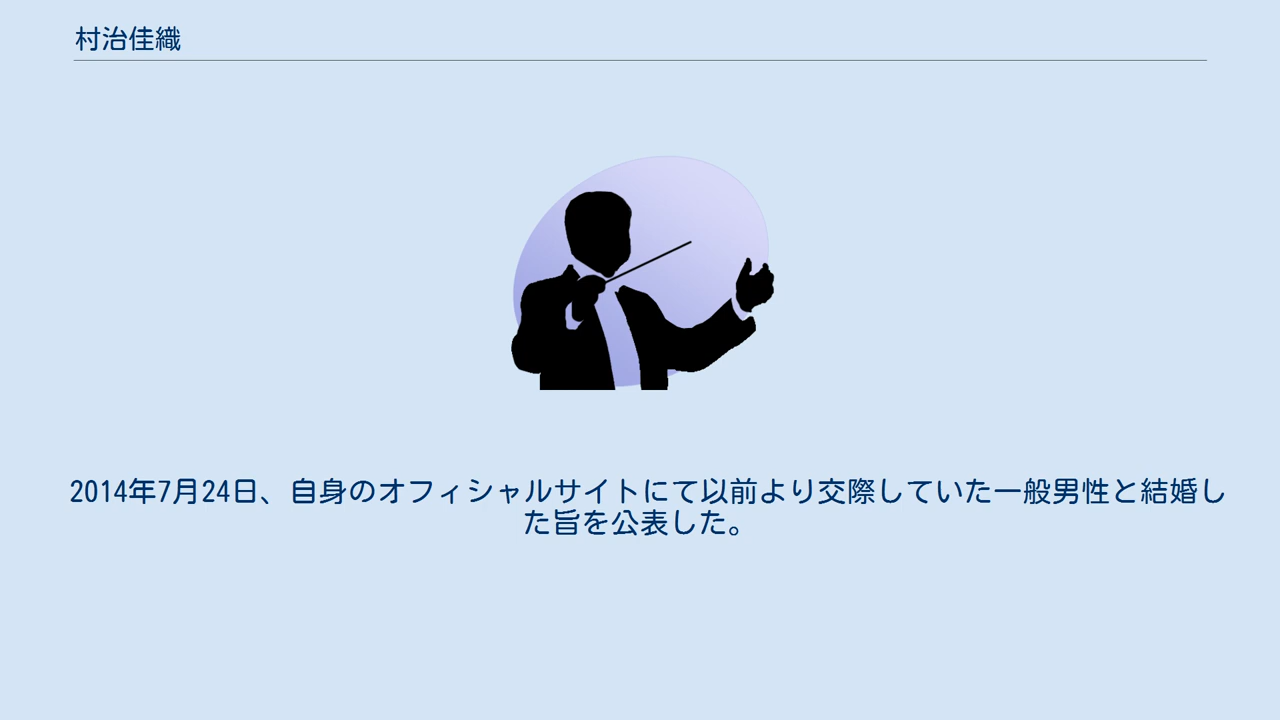 村治佳織
2014年7月24日、自身のオフィシャルサイトにて以前より交際していた一般男性と結婚し
た旨を公表した。